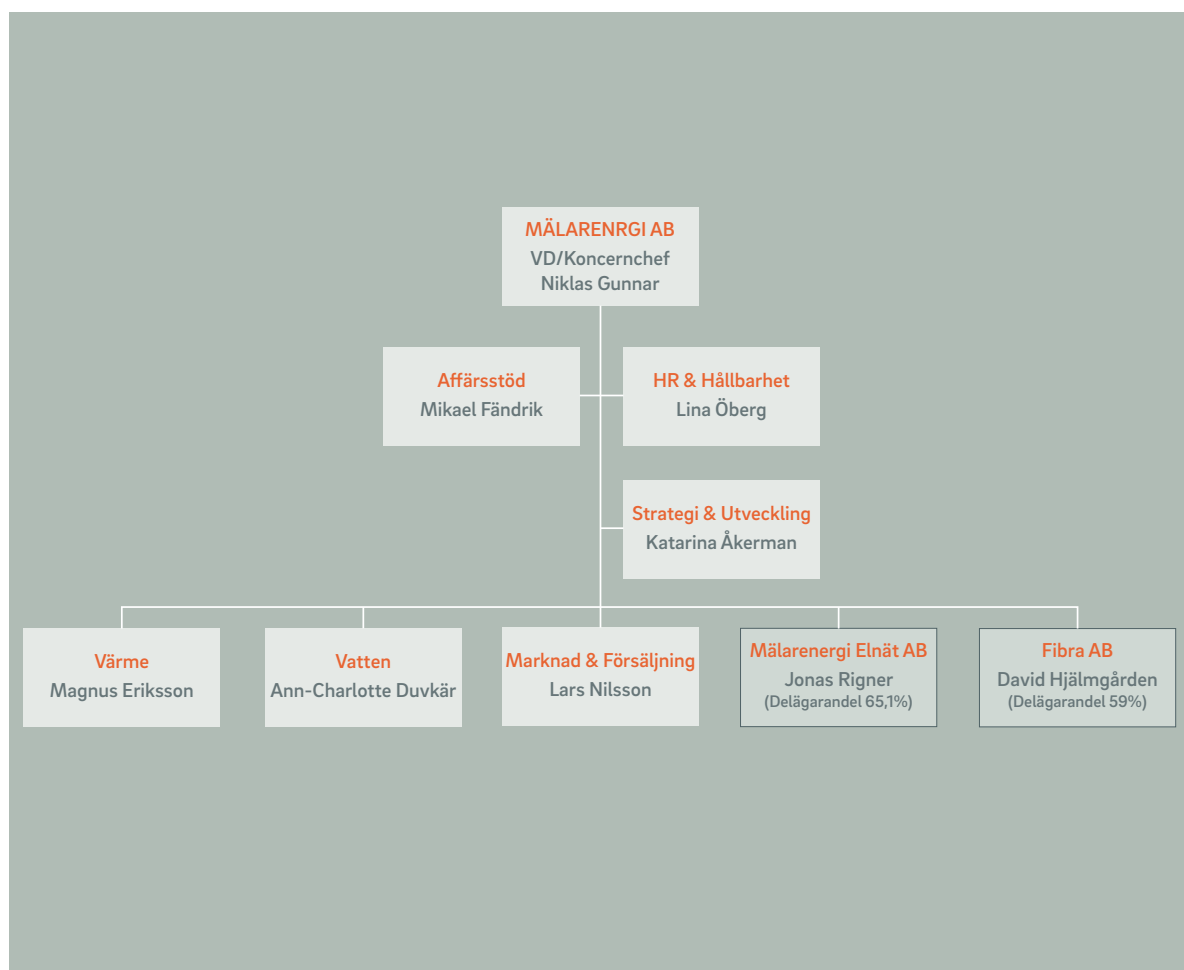 MÄLARENRGI AB
VD/Koncernchef
Niklas Gunnar
Affärsstöd
Mikael Fändrik
HR & Hållbarhet
Lina Öberg
Strategi & Utveckling
Katarina Åkerman
Värme
Magnus Eriksson
Vatten
Ann-Charlotte Duvkär
Marknad & Försäljning
Lars Nilsson
Mälarenergi Elnät AB
Jonas Rigner
(Delägarandel 65,1%)
Fibra AB
David Hjälmgården
(Delägarandel 59%)